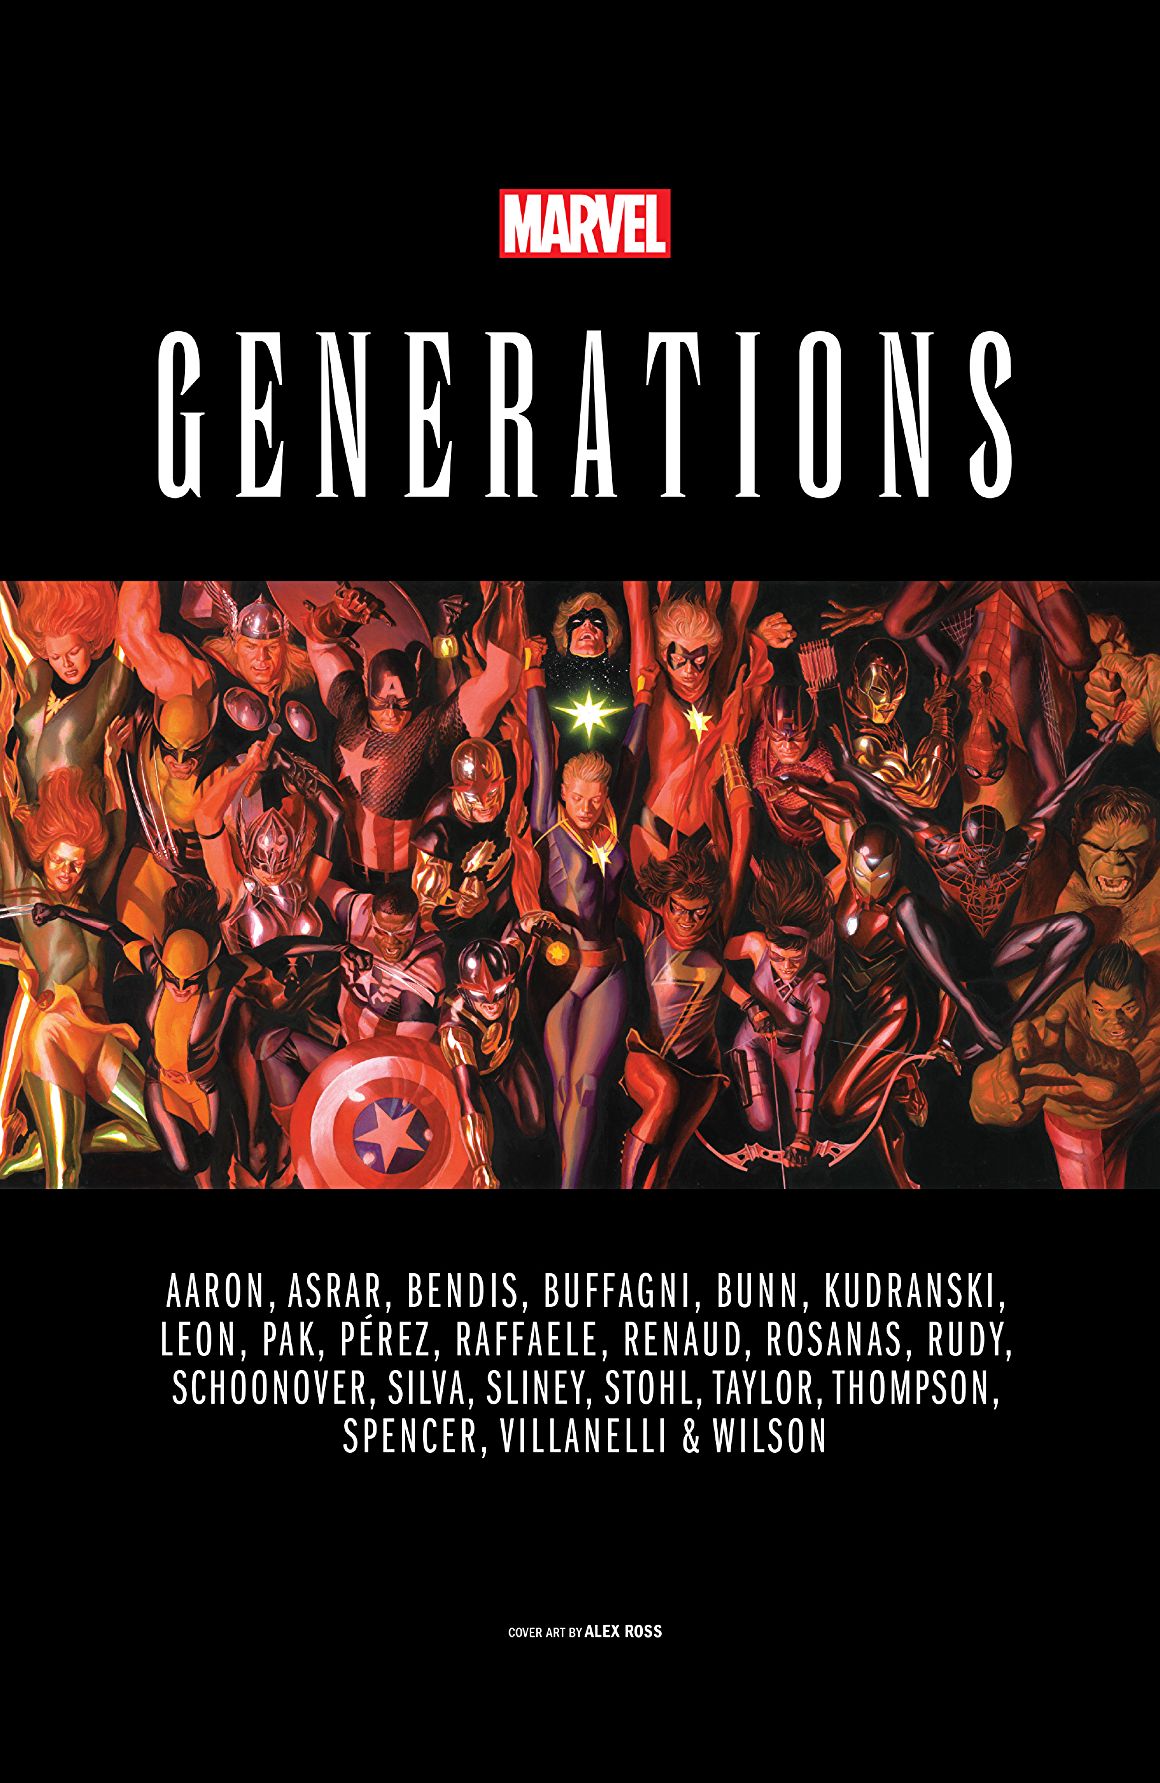 MARVEL
GENERATIONS
A
AARON, ASRAR, BENDIS, BUFFAGNI, BUNN, KUDRANSKI,
LEON, PAK, PÉREZ, RAFFAELE, RENAUD, ROSANAS, RUDY,
SCHOONOVER, SILVA, SLINEY, STOHL, TAYLOR, THOMPSON,
SPENCER, VILLANELLI & WILSON
COVER ART BY ALEX ROSS